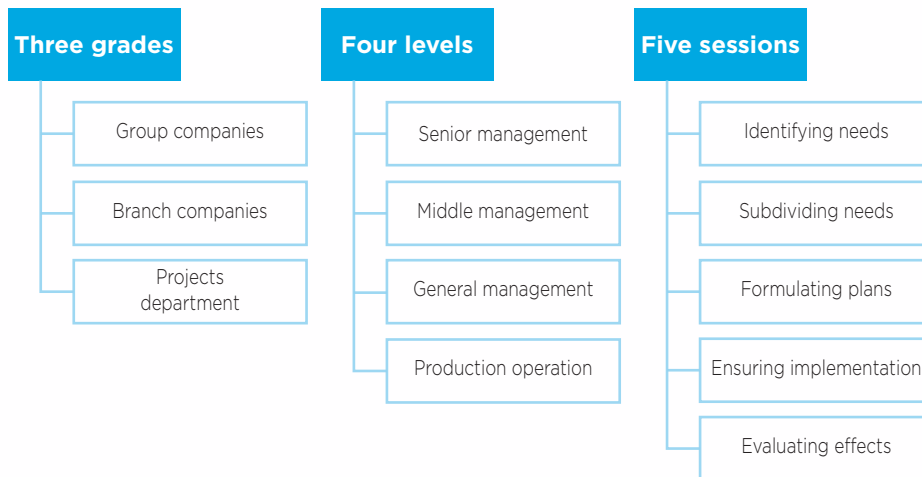 Three grades
Group companies
Branch companies
Projects
department
Four levels
Senior management
Middle management
General management
Production operation
Five sessions
Identifying needs
Subdividing needs
Formulating plans
Ensuring implementation
Evaluating effects